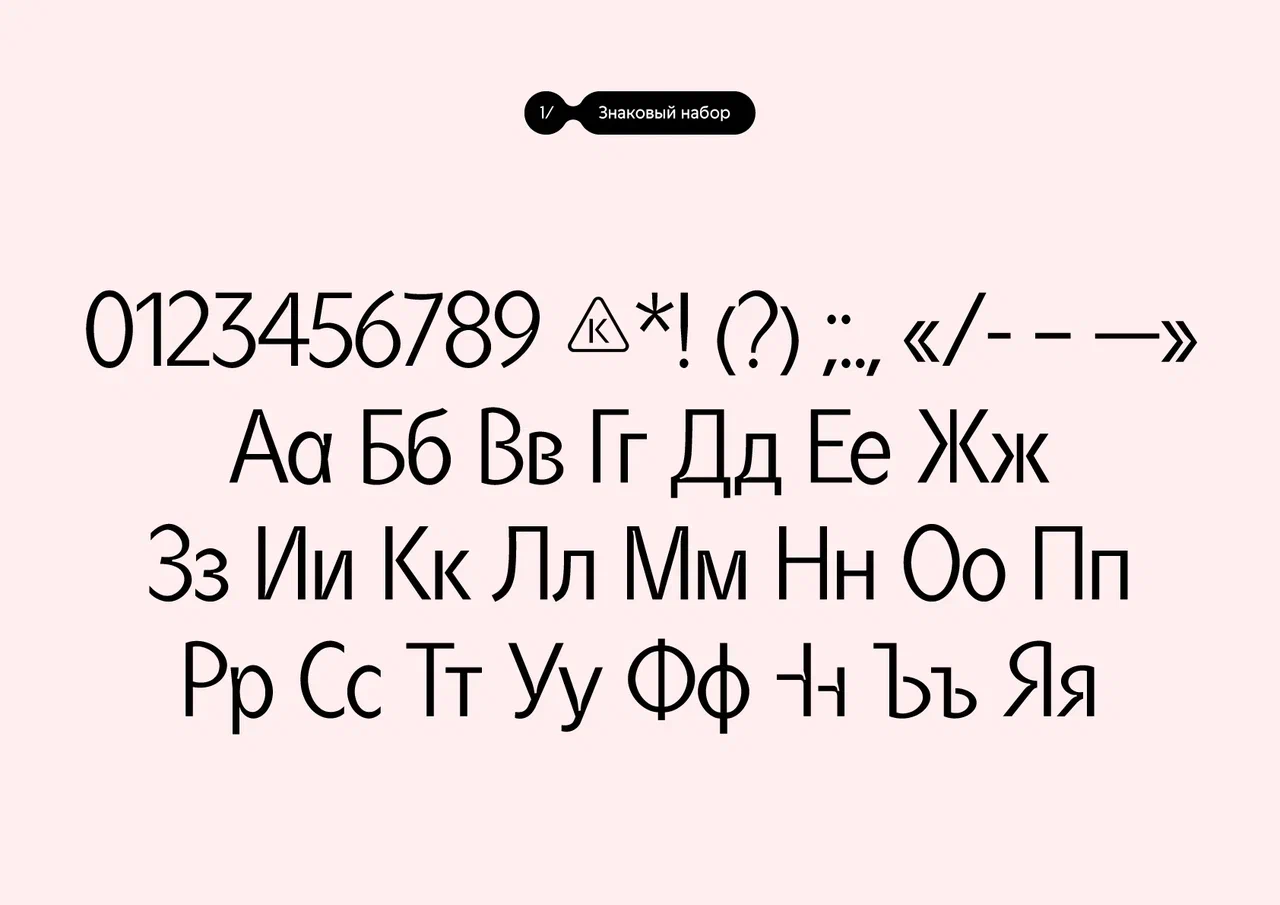 1/ Знаковый набор
0123456789 K*! (?) ;:.., «/- – —»
Аа Бб Вв Гг Дд Ее Жж
Зз Ии Кк Лл Мм Нн Оо Пп
Рр Сс Тт Уу Фф Ъъ Яя